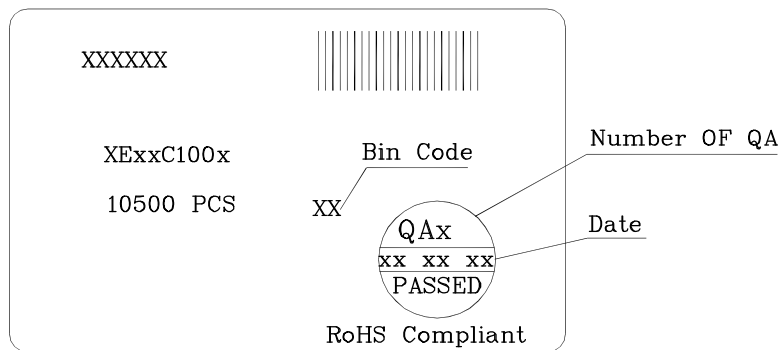 XXXXXX
Number OF QA
XExxC100x
Bin Code
10500 PCS
XX
QAx
Date
xx xx xx
PASSED
RoHS Compliant